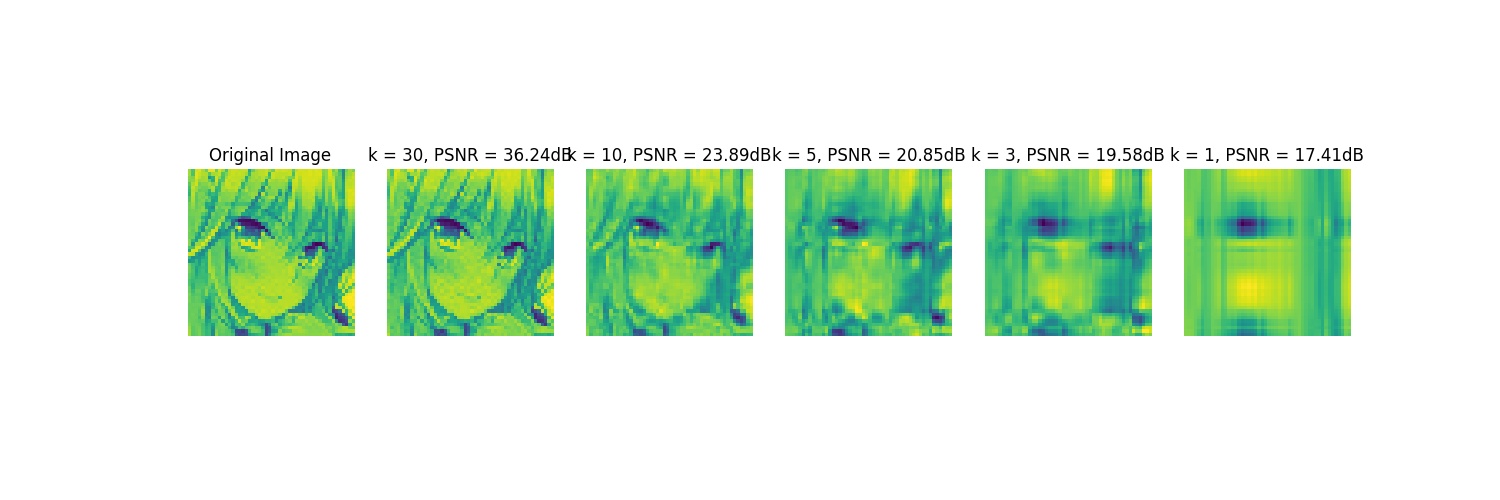 Original Image
k = 30, PSNR = 36.24dB
k = 10, PSNR = 23.89dB
k = 5, PSNR = 20.85dB
k = 3, PSNR = 19.58dB
k = 1, PSNR = 17.41dB